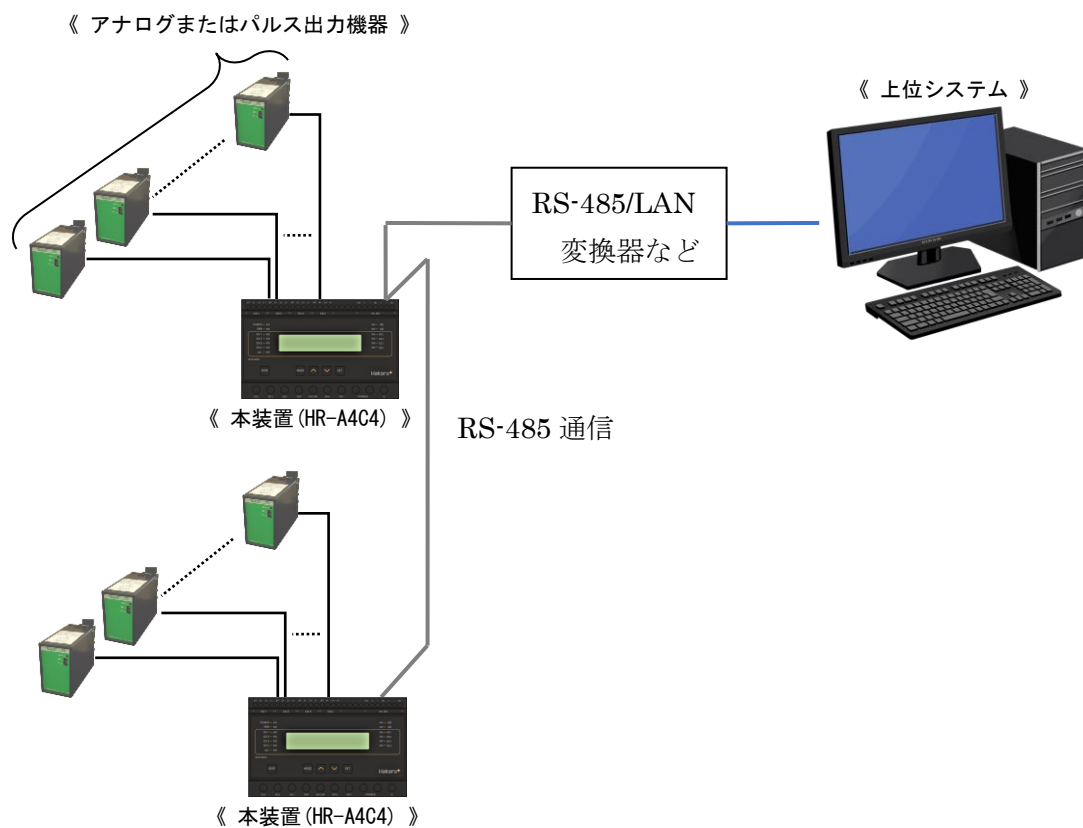 《 アナログまたはパルス出力機器 》
《 上位システム 》
RS-485/LAN
変換器など
《 本装置(HR-A4C4) 》
RS-485 通信
《 本装置(HR-A4C4) 》